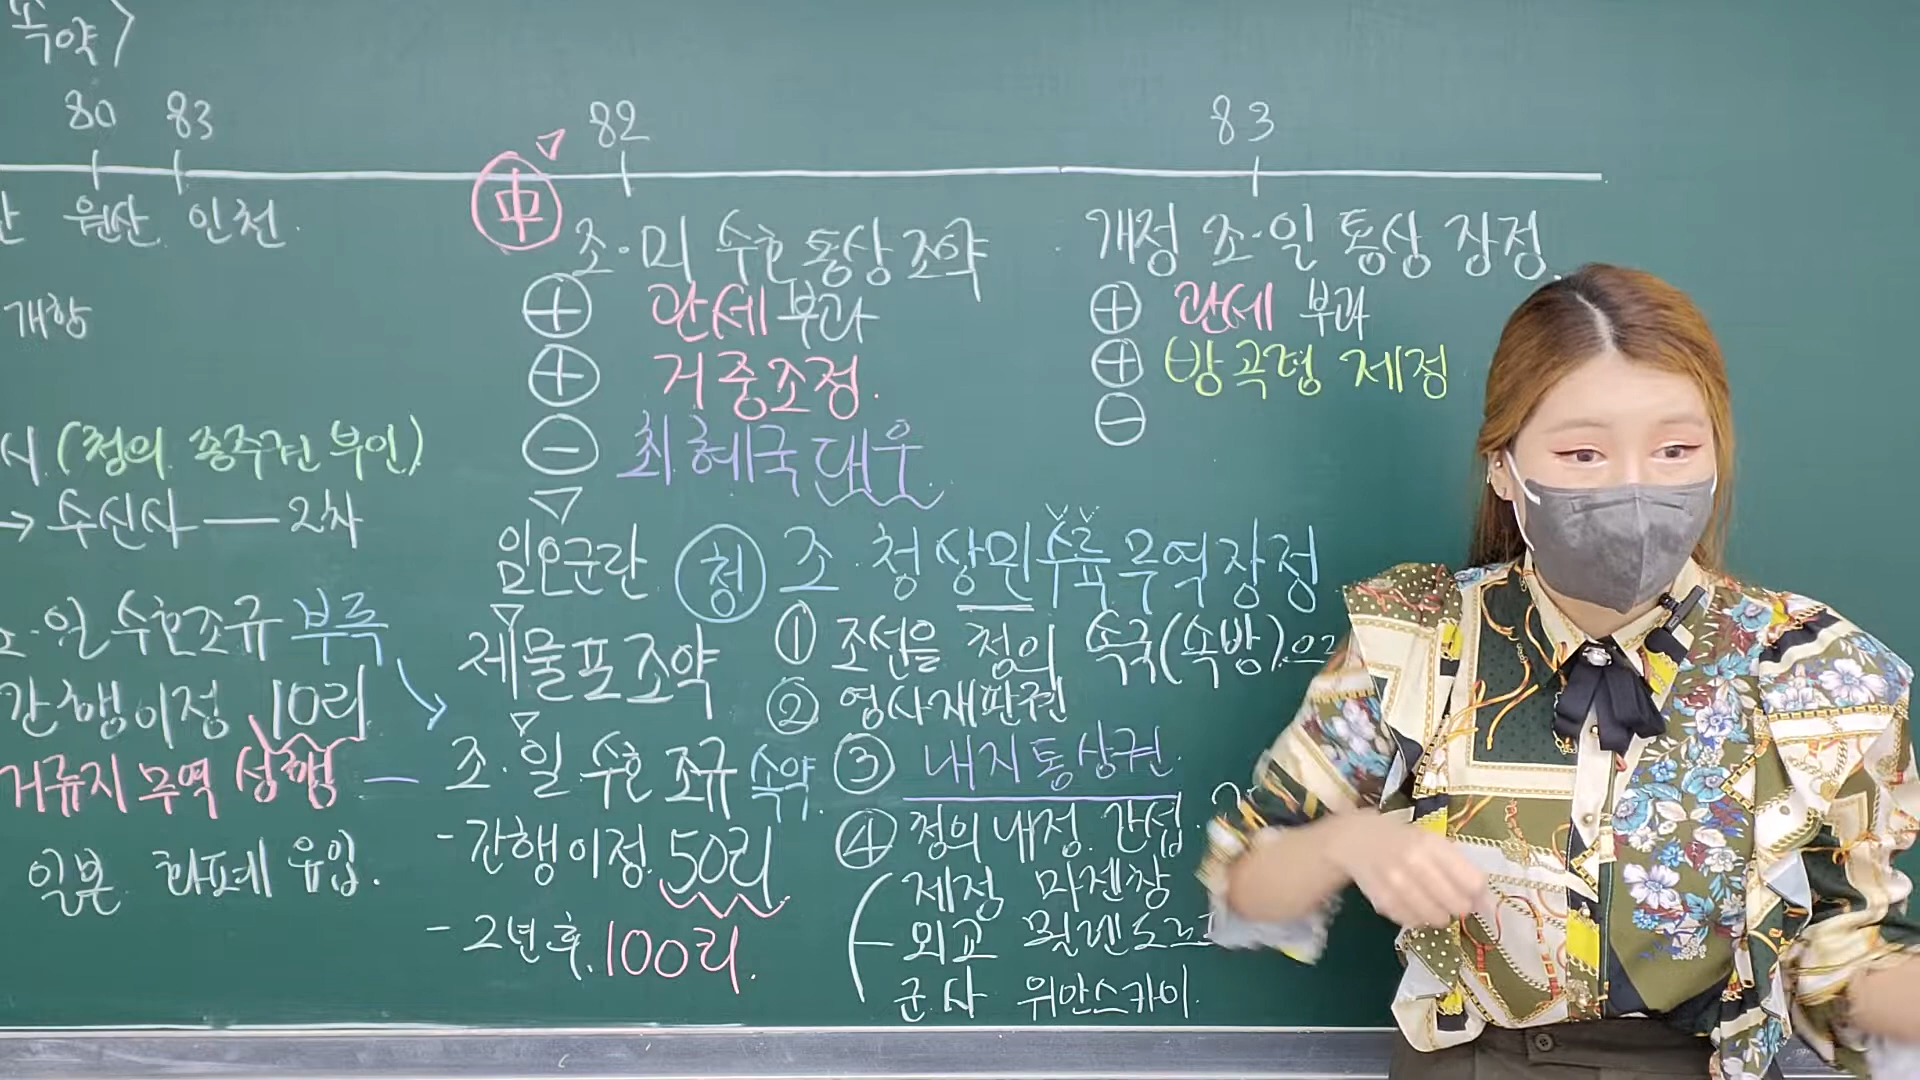 속약〉
80 83
원산 인천.
개항
(청의 종주권 부인)
→ 수신사 — 2차
일 수호조규 부록
간행이정 10리
거류지 무역 성행
일본 화폐 유입.
中 82
조·미 수호통상조약
+ 관세 부과
+ 거중조정.
- 최혜국대우
임오군란
제물포조약
조·일 수호조규 속약.
- 간행이정 50리
- 2년 후, 100리.
청 조·청상민수륙무역장정
① 조선을 청의 속국(속방)으
② 영사재판권
③ 내지통상권.
④ 청의 내정 간섭.
제정 마젠창
외교 묄렌도르프
군사 위안스카이.
83
개정 조·일 통상 장정.
+ 관세 부과
+ 방곡령 제정
-